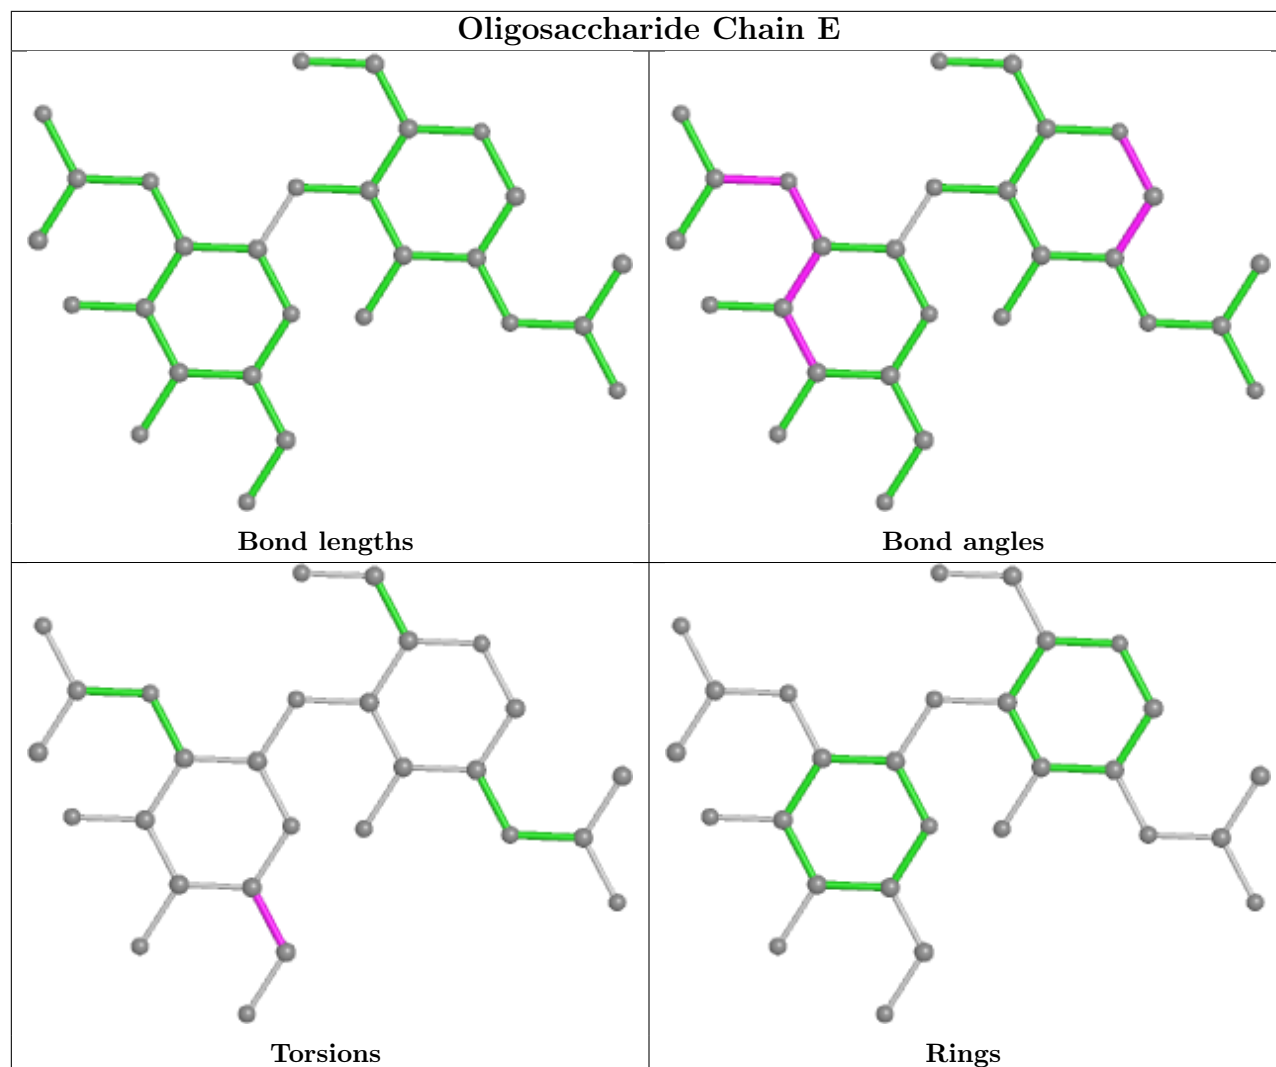 Oligosaccharide Chain E
Bond lengths
Bond angles
Torsions
Rings